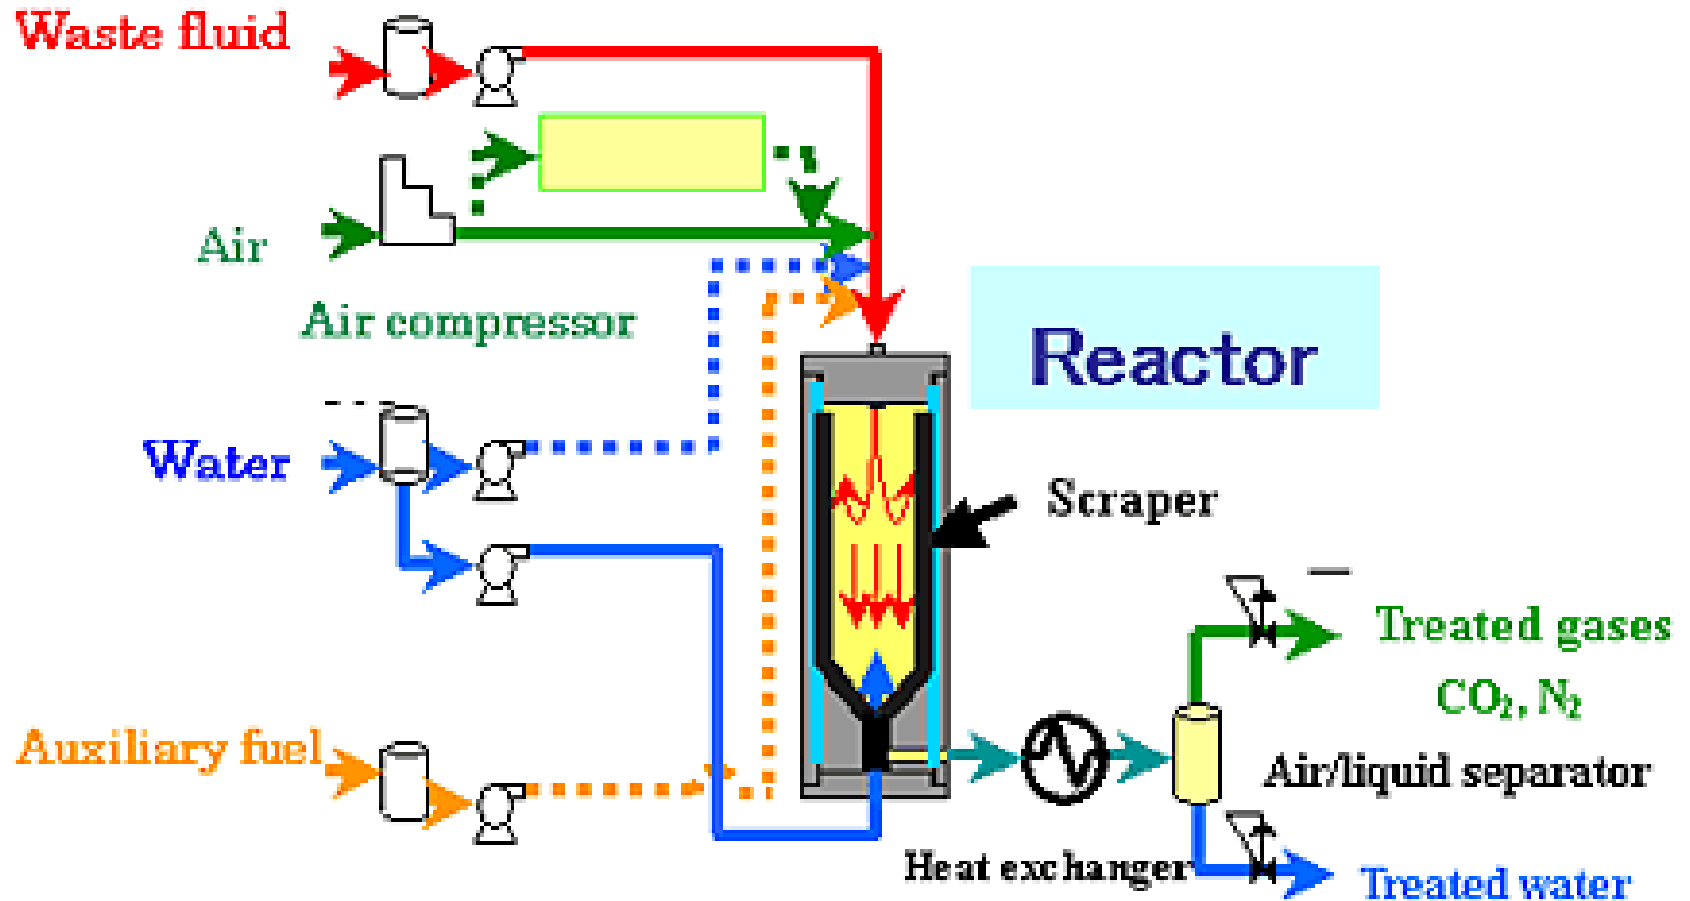 Waste fluid
Air
Air compressor
Reactor
Water
Scraper
Treated gases
CO₂, N₂
Auxiliary fuel
Air/liquid separator
Heat exchanger
Treated water